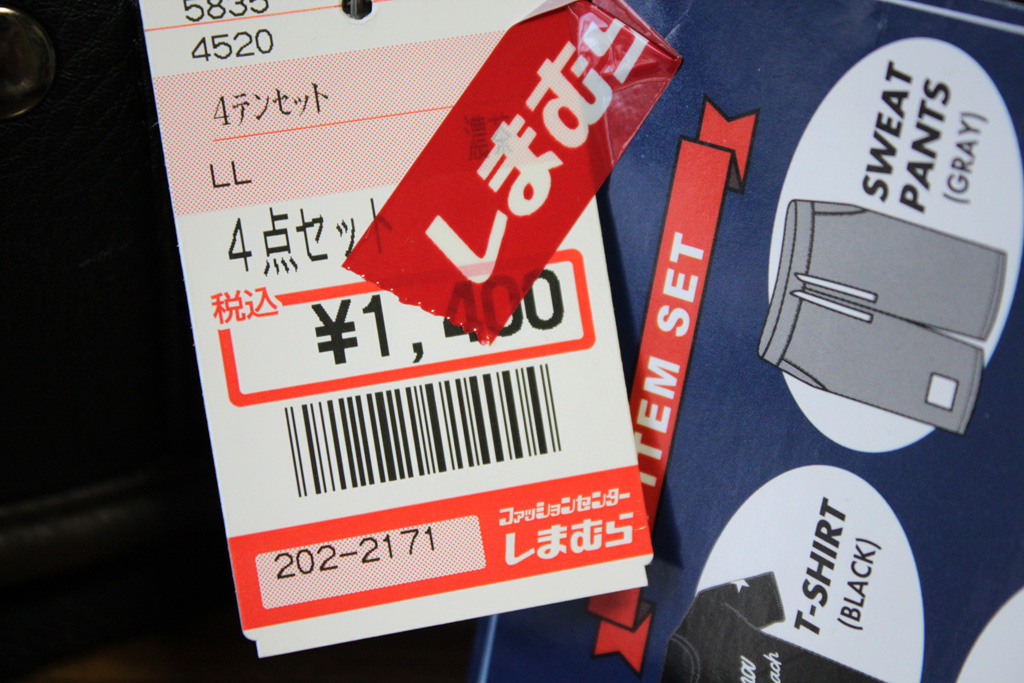 5835
4520
4テンセット
LL
4点セット
税込
¥1,400
202-2171
ファッションセンター
しまむら
しまむら
ITEM SET
SWEAT
PANTS
(GRAY)
T-SHIRT
(BLACK)